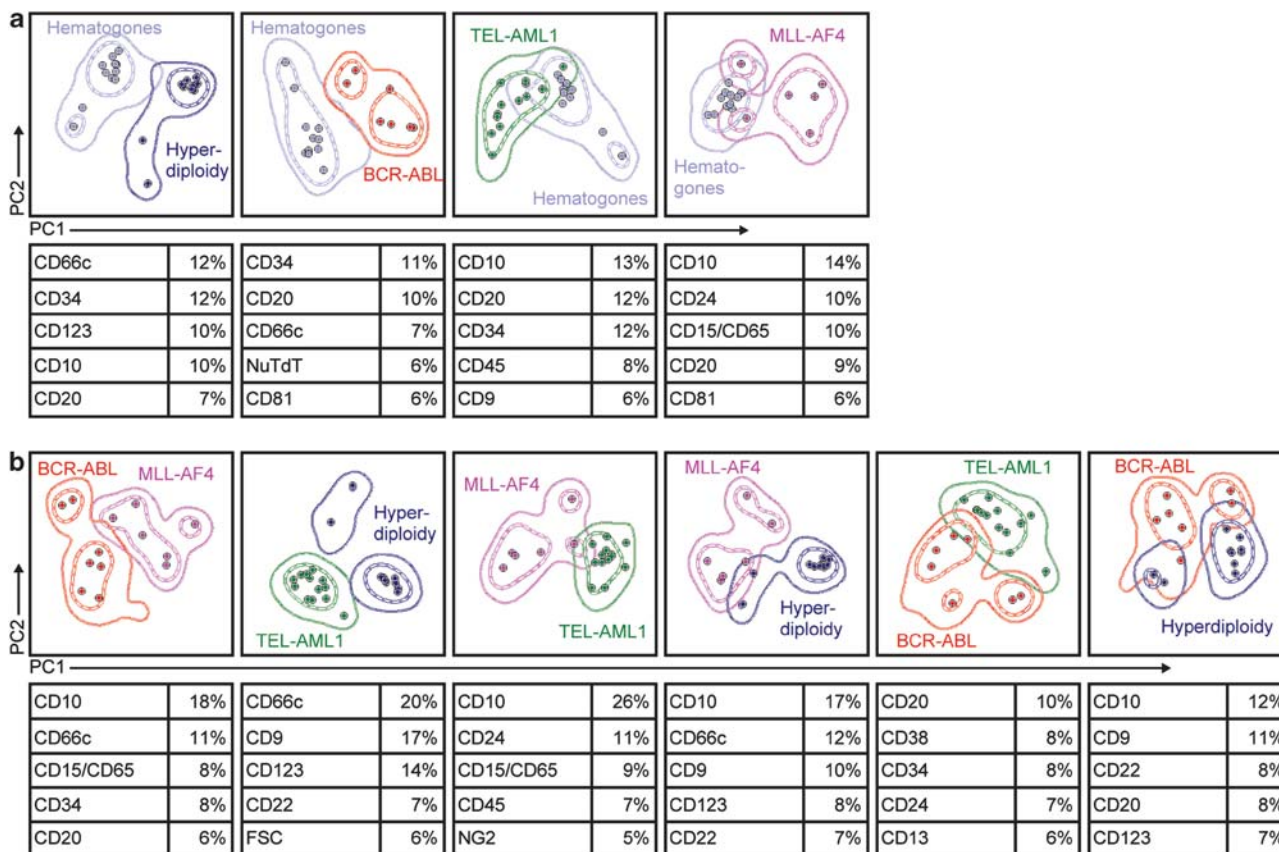 a
Hematogones
Hyper-
diploidy
Hematogones
BCR-ABL
TEL-AML1
Hematogones
MLL-AF4
Hemato-
gones
PC2
PC1
CD66c 12% CD34 11% CD10 13% CD10 14%
CD34 12% CD20 10% CD20 12% CD24 10%
CD123 10% CD66c 7% CD34 12% CD15/CD65 10%
CD10 10% NuTdT 6% CD45 8% CD20 9%
CD20 7% CD81 6% CD9 6% CD81 6%
b
BCR-ABL
MLL-AF4
Hyper-
diploidy
TEL-AML1
MLL-AF4
TEL-AML1
MLL-AF4
Hyper-
diploidy
TEL-AML1
BCR-ABL
BCR-ABL
Hyperdiploidy
PC2
PC1
CD10 18% CD66c 20% CD10 26% CD10 17% CD20 10% CD10 12%
CD66c 11% CD9 17% CD24 11% CD66c 12% CD38 8% CD9 11%
CD15/CD65 8% CD123 14% CD15/CD65 9% CD9 10% CD34 8% CD22 8%
CD34 8% CD22 7% CD45 7% CD123 8% CD24 7% CD20 8%
CD20 6% FSC 6% NG2 5% CD22 7% CD13 6% CD123 7%